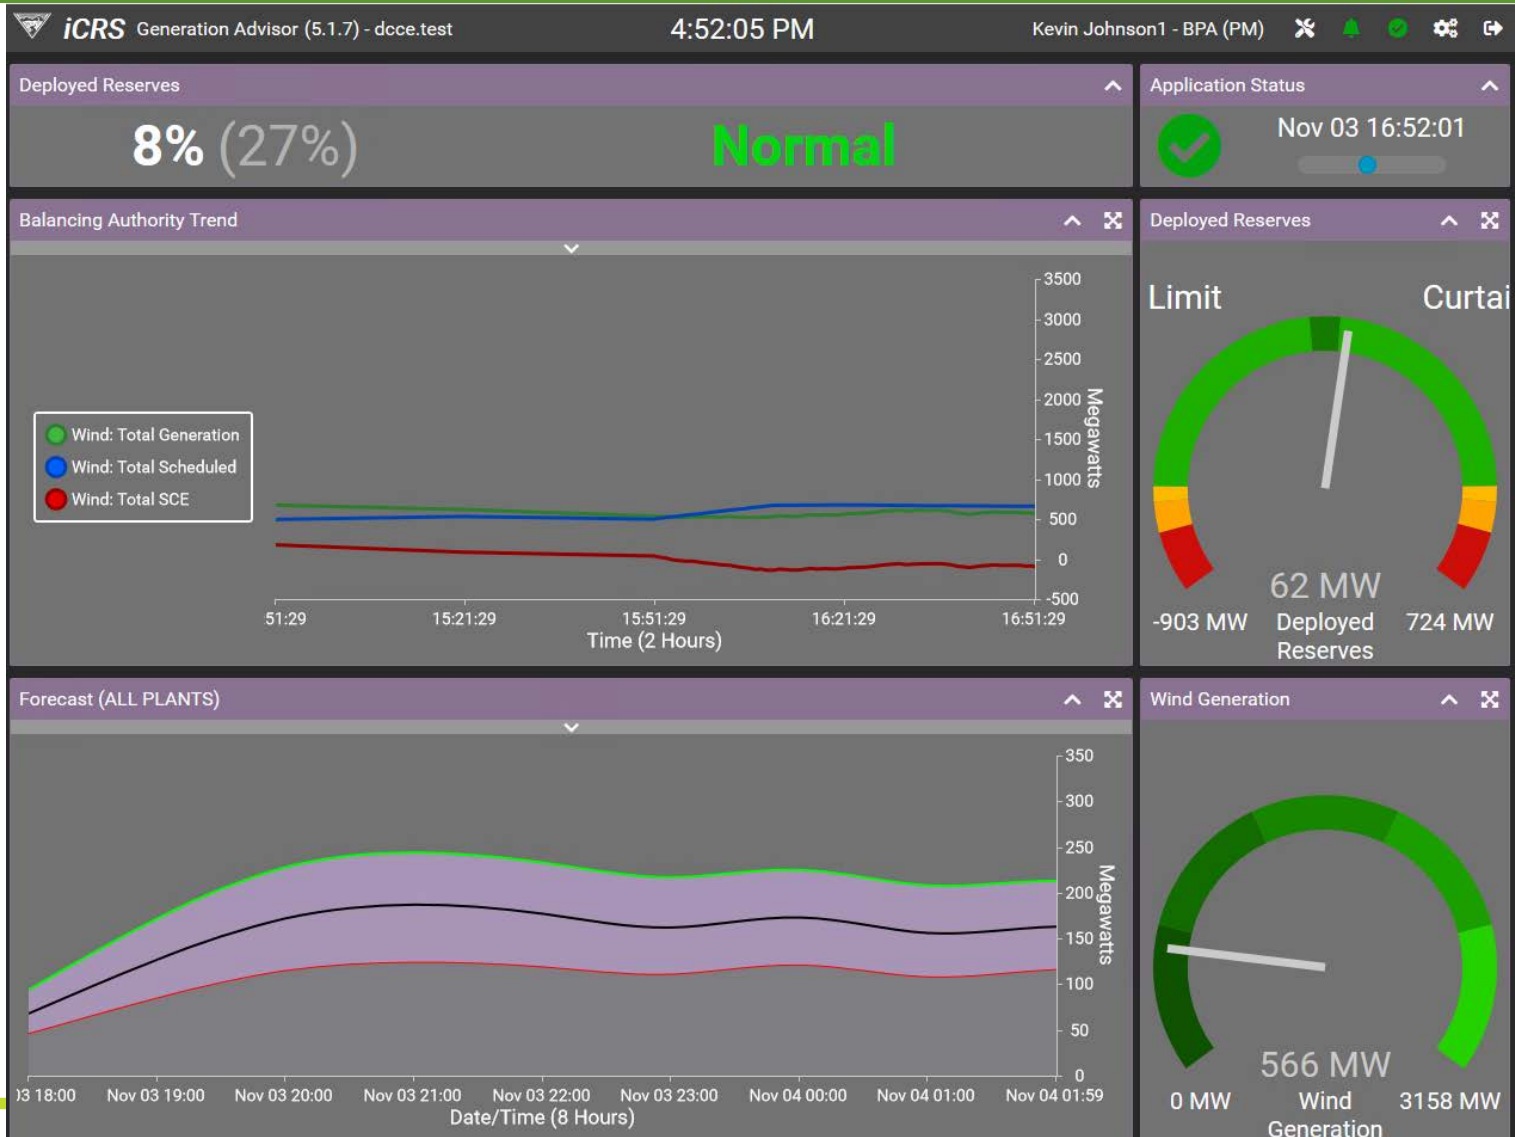 iCRS Generation Advisor (5.1.7) - dcce.test
4:52:05 PM
Kevin Johnson1 - BPA (PM)
Deployed Reserves
8% (27%)
Normal
Application Status
Nov 03 16:52:01
Balancing Authority Trend
Wind: Total Generation
Wind: Total Scheduled
Wind: Total SCE
3500
3000
2500
2000
1500
1000
500
0
-500
Megawatts
:51:29
15:21:29
15:51:29
16:21:29
16:51:29
Time (2 Hours)
Deployed Reserves
Limit
Curtai
62 MW
-903 MW
Deployed
Reserves
724 MW
Forecast (ALL PLANTS)
350
300
250
200
150
100
50
0
Megawatts
03 18:00
Nov 03 19:00
Nov 03 20:00
Nov 03 21:00
Nov 03 22:00
Nov 03 23:00
Nov 04 00:00
Nov 04 01:00
Nov 04 01:59
Date/Time (8 Hours)
Wind Generation
566 MW
0 MW
Wind
Generation
3158 MW